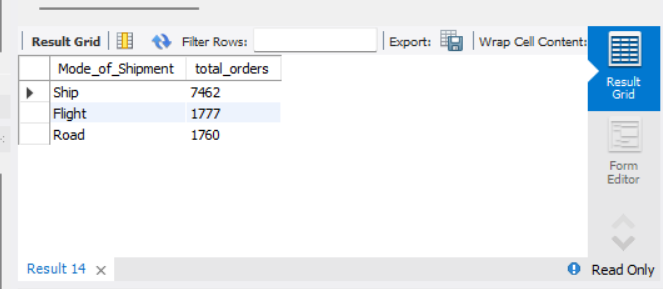 Result Grid Filter Rows: Export: Wrap Cell Content:
Mode_of_Shipment total_orders
Ship 7462
Flight 1777
Road 1760
Result
Grid
Form
Editor
Result 14 Read Only